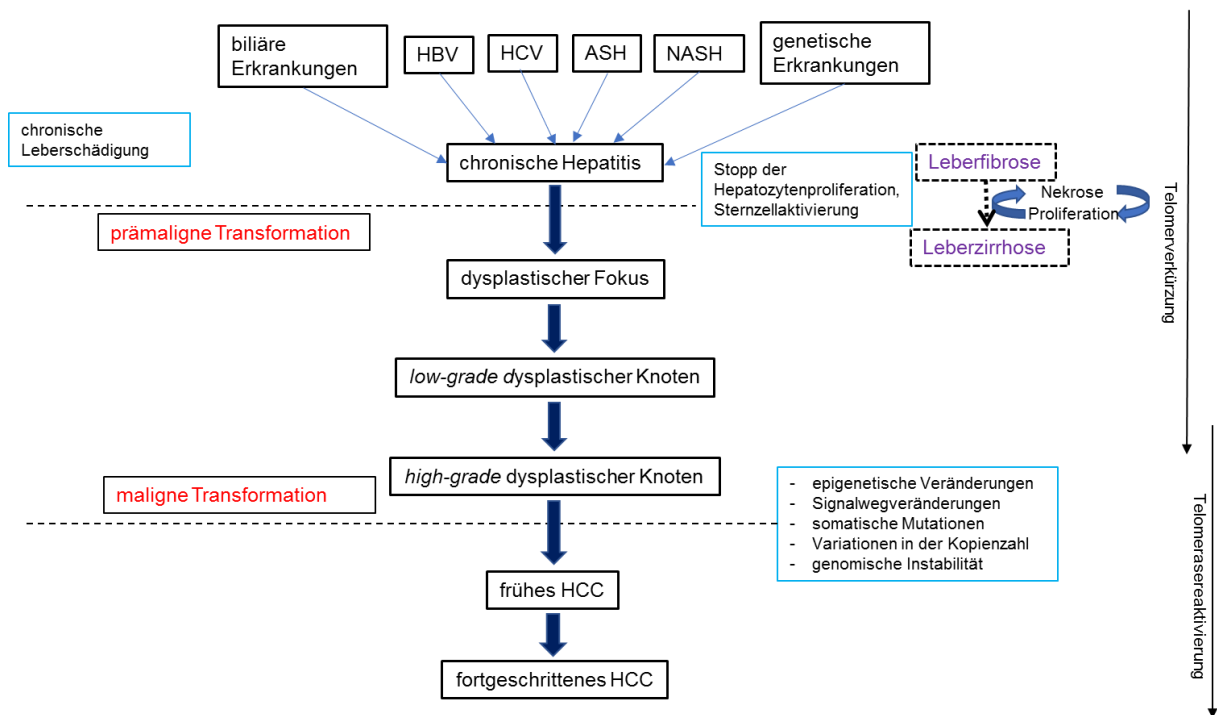 biliäre
Erkrankungen
HBV
HCV
ASH
NASH
genetische
Erkrankungen
chronische
Leberschädigung
chronische Hepatitis
Stopp der
Hepatozytenproliferation,
Sternzellaktivierung
Leberfibrose
Nekrose
Proliferation
Leberzirrhose
Telomerverkürzung
prämaligne Transformation
dysplastischer Fokus
low-grade dysplastischer Knoten
high-grade dysplastischer Knoten
maligne Transformation
- epigenetische Veränderungen
- Signalwegveränderungen
- somatische Mutationen
- Variationen in der Kopienzahl
- genomische Instabilität
Telomerasereaktivierung
frühes HCC
fortgeschrittenes HCC